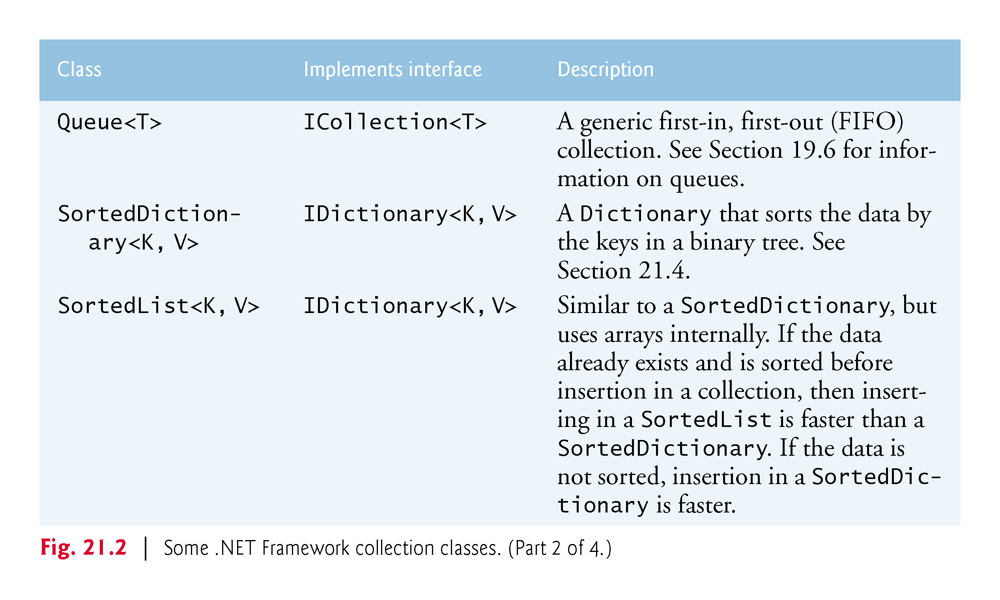 Class Implements interface Description
Queue<T> ICollection<T> A generic first-in, first-out (FIFO)
collection. See Section 19.6 for infor-
mation on queues.
SortedDiction- IDictionary<K, V> A Dictionary that sorts the data by
ary<K, V> the keys in a binary tree. See
Section 21.4.
SortedList<K, V> IDictionary<K, V> Similar to a SortedDictionary, but
uses arrays internally. If the data
already exists and is sorted before
insertion in a collection, then insert-
ing in a SortedList is faster than a
SortedDictionary. If the data is
not sorted, insertion in a SortedDic-
tionary is faster.
Fig. 21.2 | Some .NET Framework collection classes. (Part 2 of 4.)